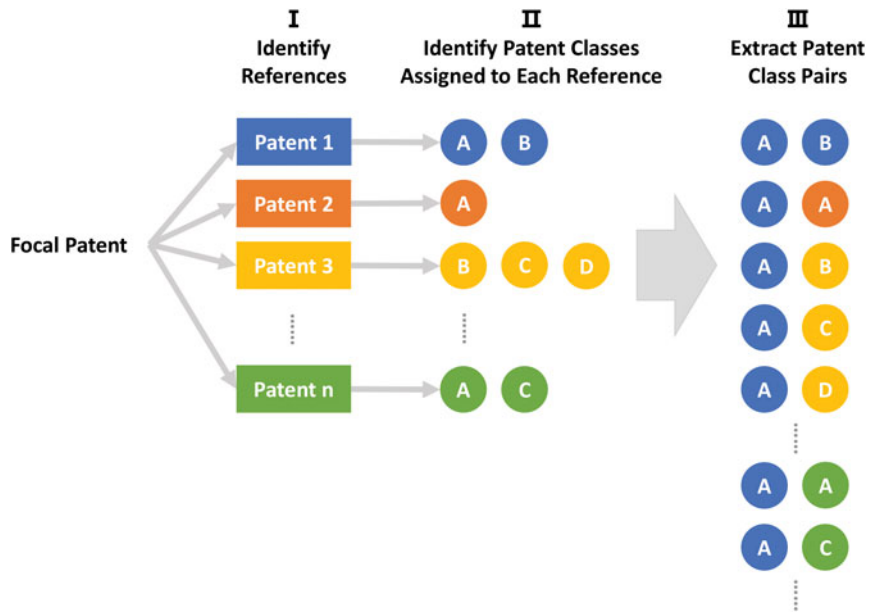 I
Identify
References
II
Identify Patent Classes
Assigned to Each Reference
III
Extract Patent
Class Pairs
Focal Patent
Patent 1
A B
Patent 2
A
Patent 3
B C D
Patent n
A C
A B
A A
A B
A C
A D
A A
A C